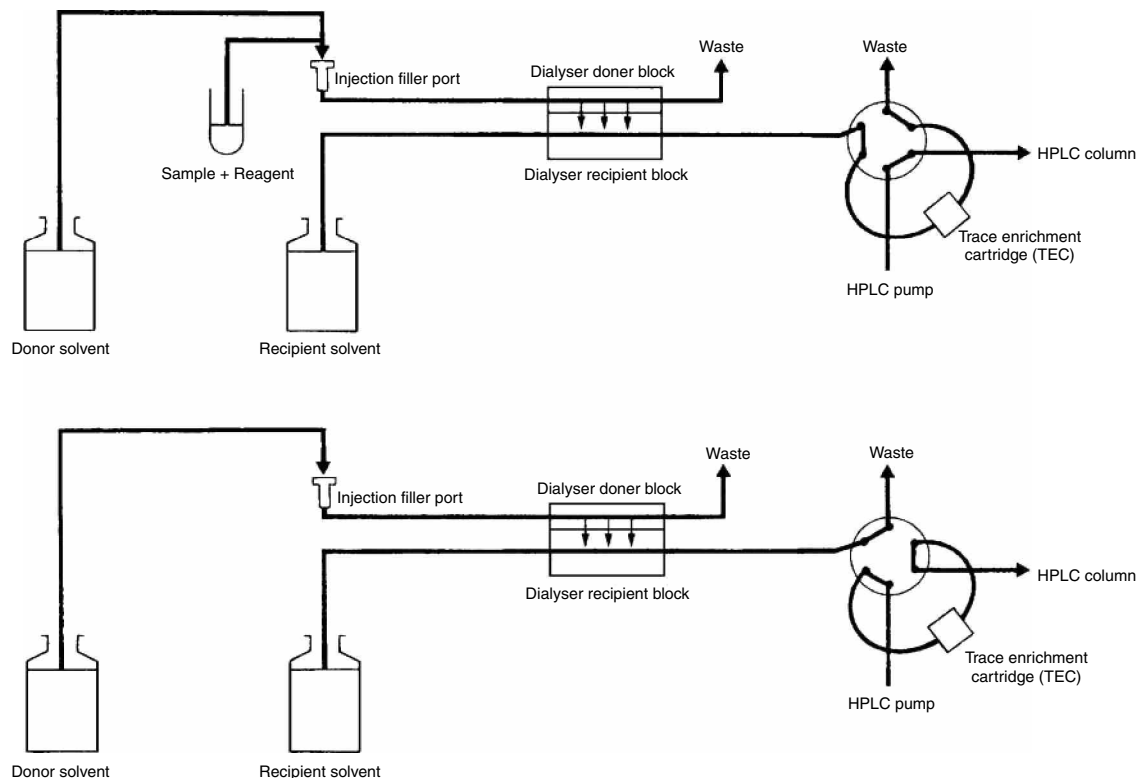 Waste
Waste
Injection filler port
Dialyser doner block
HPLC column
Sample + Reagent
Dialyser recipient block
Trace enrichment
cartridge (TEC)
HPLC pump
Donor solvent
Recipient solvent
Waste
Waste
Injection filler port
Dialyser doner block
HPLC column
Dialyser recipient block
Trace enrichment
cartridge (TEC)
HPLC pump
Donor solvent
Recipient solvent